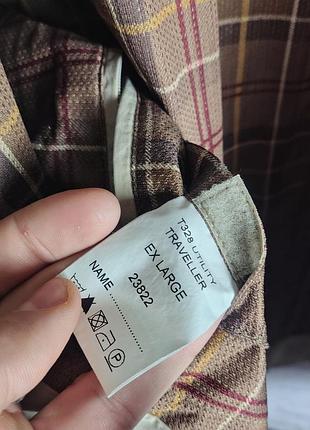 T328 UTILITY
TRAVELLER
EX LARGE
23822
NAME
P